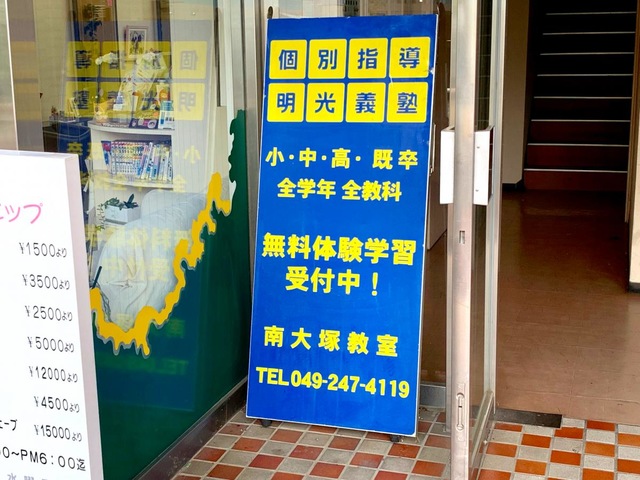 個別指導
明光義塾
小・中・高・既卒
全学年 全教科
無料体験学習
受付中！
南大塚教室
TEL049-247-4119
ップ
¥1500より
¥3500より
¥2500より
¥5000より
¥12000より
¥4500より
ーブ ¥15000より
00〜PM6：00迄